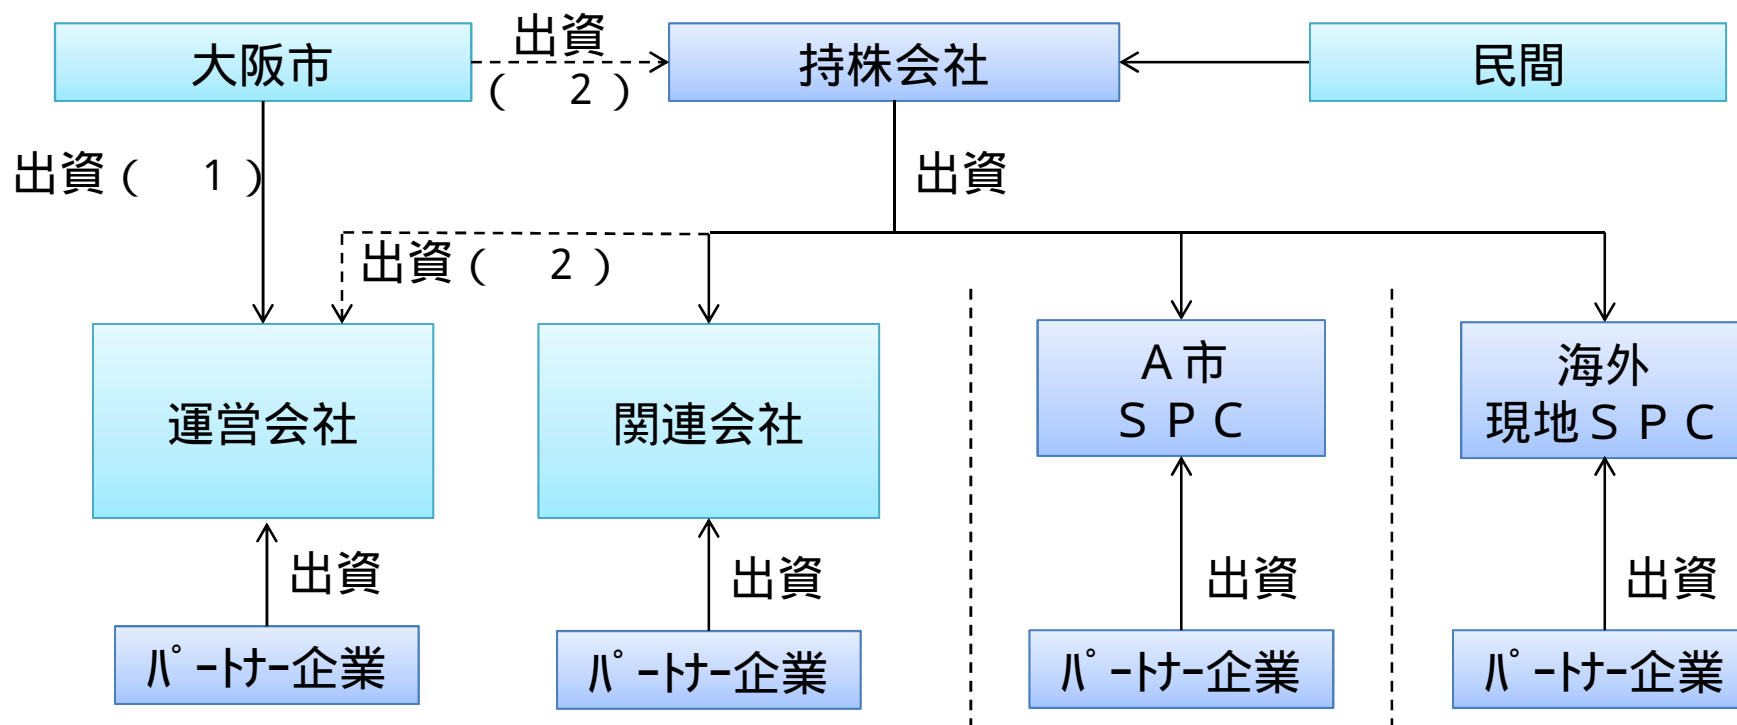 大阪市
出資
(　2 )
持株会社
民間
出資 (　1 )
出資
出資 (　2 )
運営会社
関連会社
A市
ＳＰＣ
海外
現地ＳＰＣ
出資
出資
出資
出資
ﾊﾟｰﾄﾅｰ企業
ﾊﾟｰﾄﾅｰ企業
ﾊﾟｰﾄﾅｰ企業
ﾊﾟｰﾄﾅｰ企業